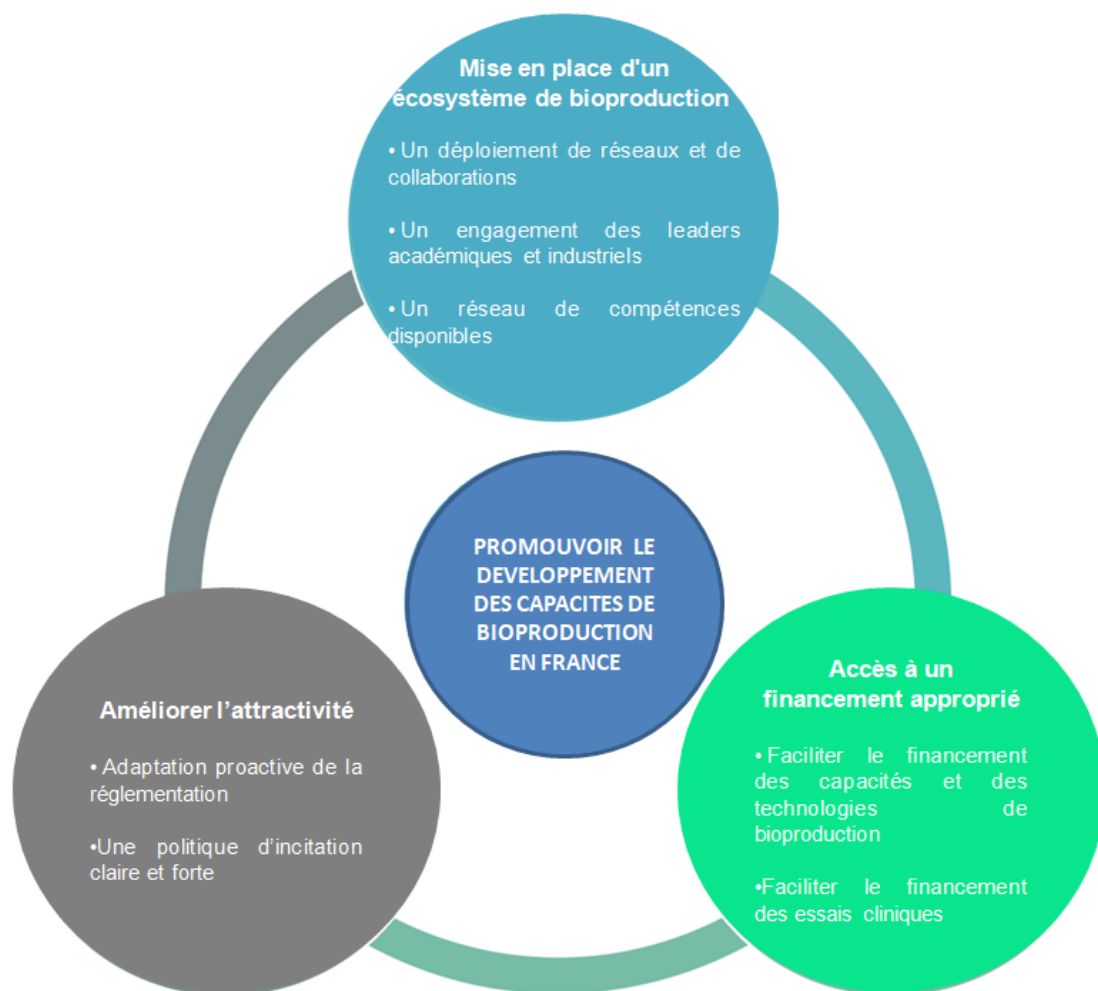 Mise en place d'un
écosystème de bioproduction
• Un déploiement de réseaux et de
collaborations
• Un engagement des leaders
académiques et industriels
• Un réseau de compétences
disponibles
PROMOUVOIR LE
DEVELOPPEMENT
DES CAPACITES DE
BIOPRODUCTION
EN FRANCE
Améliorer l’attractivité
• Adaptation proactive de la
réglementation
•Une politique d’incitation
claire et forte
Accès à un
financement approprié
• Faciliter le financement
des capacités et des
technologies de
bioproduction
•Faciliter le financement
des essais cliniques